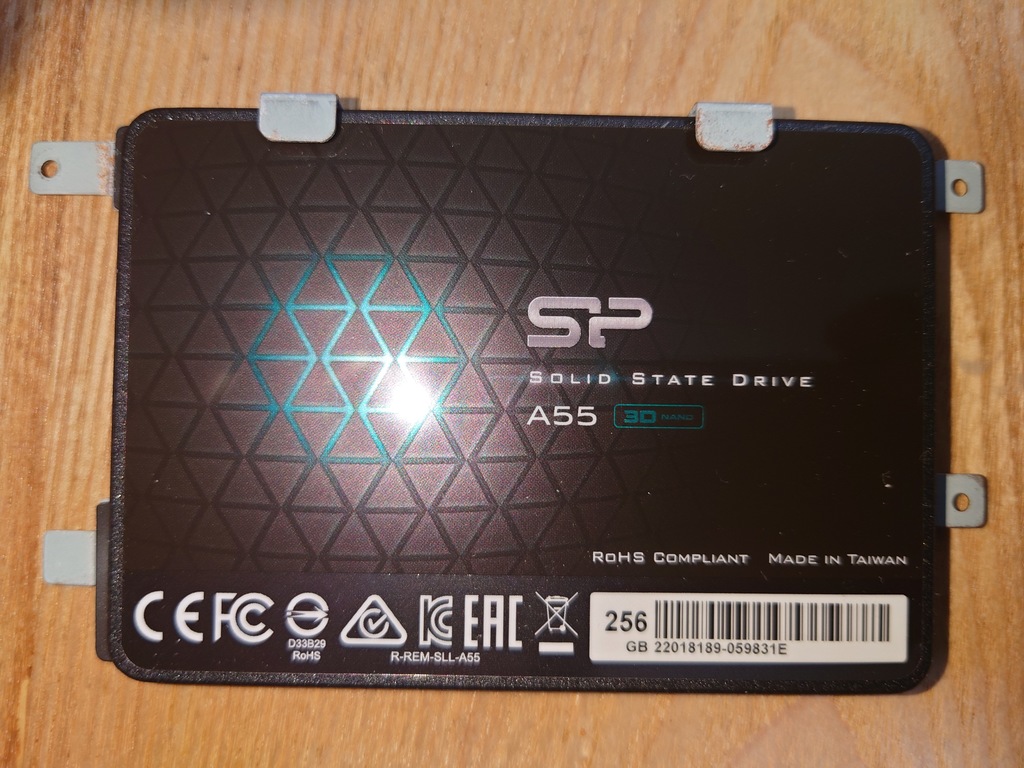 SP
SOLID STATE DRIVE
A55 3D NAND
RoHS COMPLIANT MADE IN TAIWAN
CE FC EAC
D33B29
RoHS
R-REM-SLL-A55
256
GB 22018189-059831E